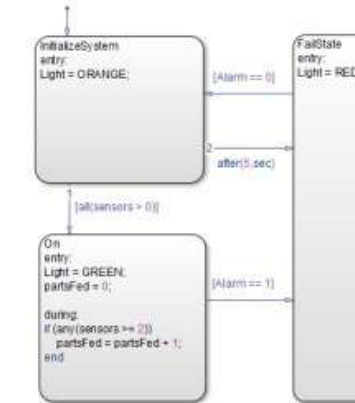 InitializeSystem
entry:
Light = ORANGE;
[Alarm == 0]
FailState
entry:
Light = RED
2
after(5,sec)
1
[all(sensors > 0)]
On
entry:
Light = GREEN;
partsFed = 0;
during:
if (any(sensors >= 2))
partsFed = partsFed + 1;
end
[Alarm == 1]